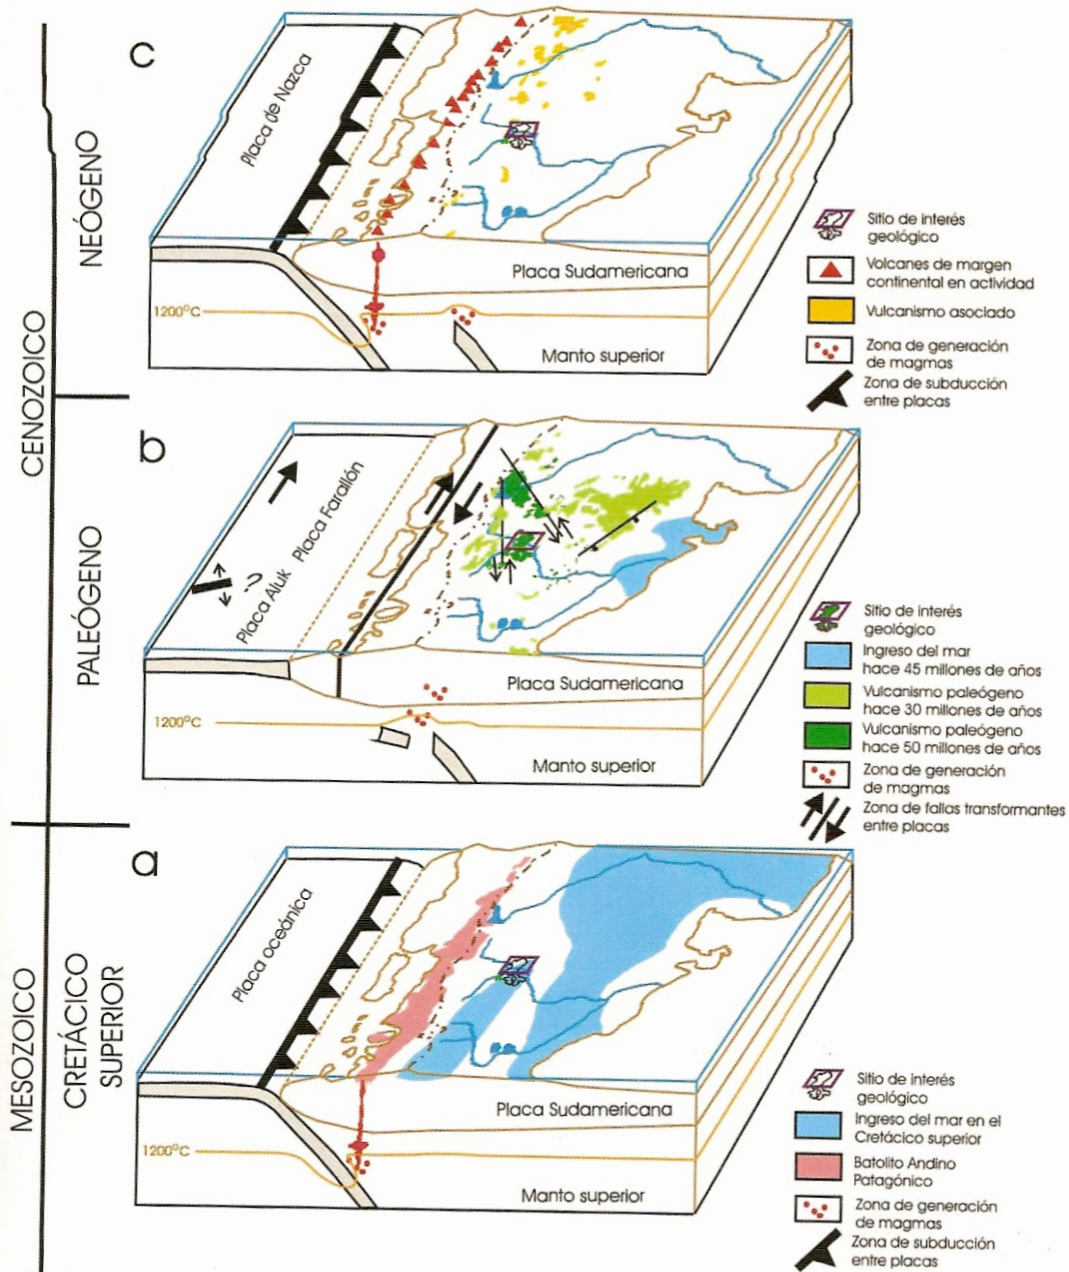 CENOZOICO
NEÓGENO
c
Placa de Nazca
1200°C
Placa Sudamericana
Manto superior
Sitio de interés
geológico
Volcanes de margen
continental en actividad
Vulcanismo asociado
Zona de generación
de magmas
Zona de subducción
entre placas
PALEÓGENO
b
Placa Aluk
Placa Farallón
?
1200°C
Placa Sudamericana
Manto superior
Sitio de interés
geológico
Ingreso del mar
hace 45 millones de años
Vulcanismo paleógeno
hace 30 millones de años
Vulcanismo paleógeno
hace 50 millones de años
Zona de generación
de magmas
Zona de fallas transformantes
entre placas
MESOZOICO
CRETÁCICO
SUPERIOR
a
Placa oceánica
1200°C
Placa Sudamericana
Manto superior
Sitio de interés
geológico
Ingreso del mar en el
Cretácico superior
Batolito Andino
Patagónico
Zona de generación
de magmas
Zona de subducción
entre placas